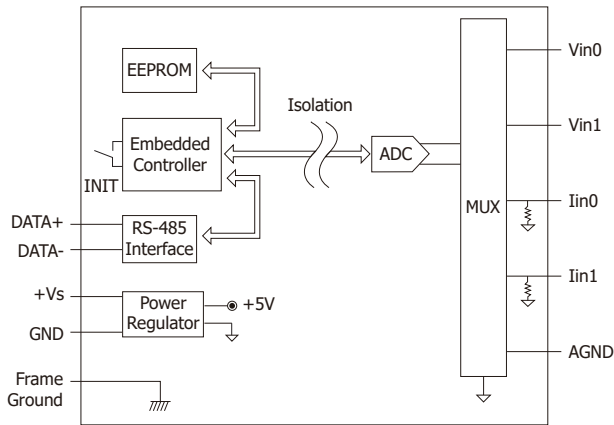 EEPROM
Isolation
Embedded
Controller
INIT
ADC
MUX
Vin0
Vin1
Iin0
Iin1
AGND
DATA+
DATA-
RS-485
Interface
+Vs
GND
Power
Regulator
+5V
Frame
Ground